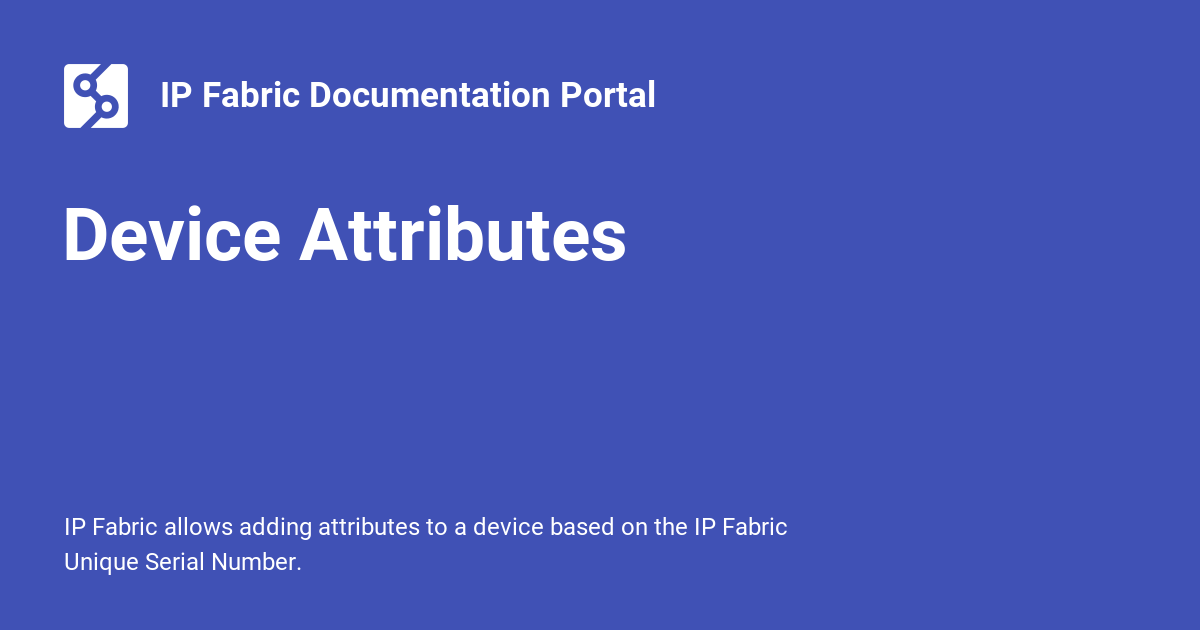 IP Fabric Documentation Portal
Device Attributes
IP Fabric allows adding attributes to a device based on the IP Fabric
Unique Serial Number.